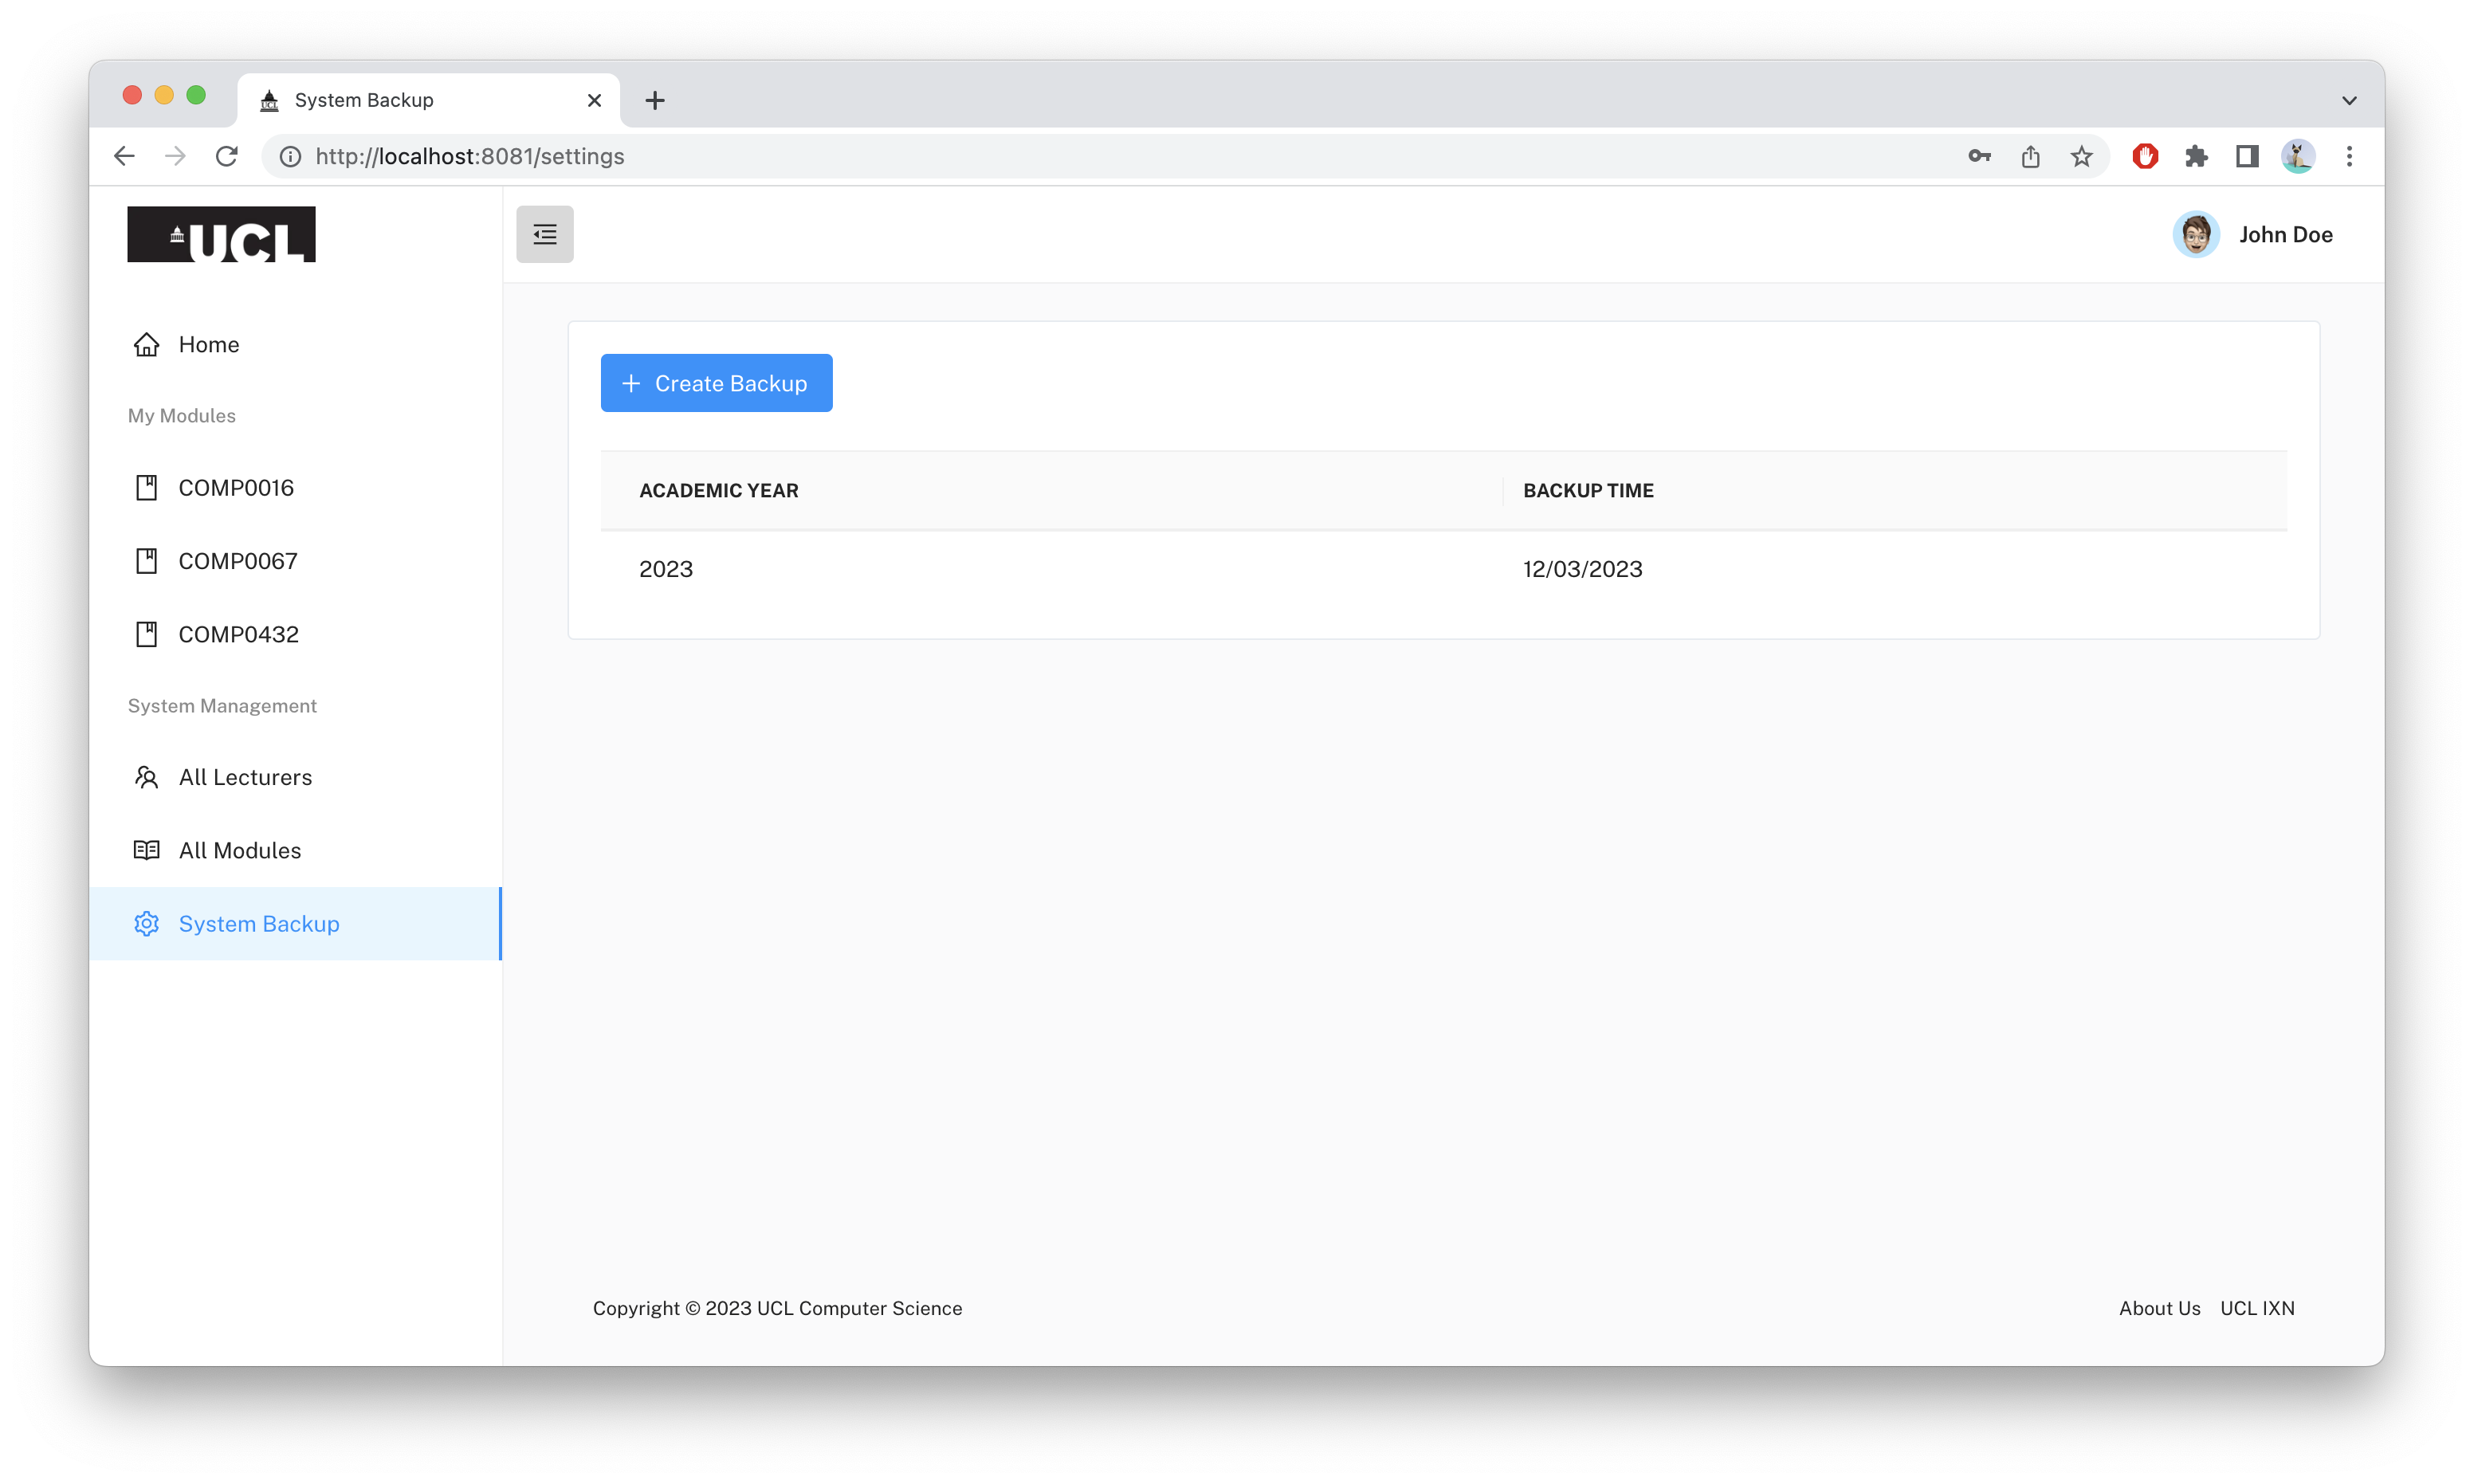 System Backup
http://localhost:8081/settings
UCL
John Doe
Home
Create Backup
My Modules
COMP0016
ACADEMIC YEAR BACKUP TIME
COMP0067
2023 12/03/2023
COMP0432
System Management
All Lecturers
All Modules
System Backup
Copyright © 2023 UCL Computer Science
About Us UCL IXN